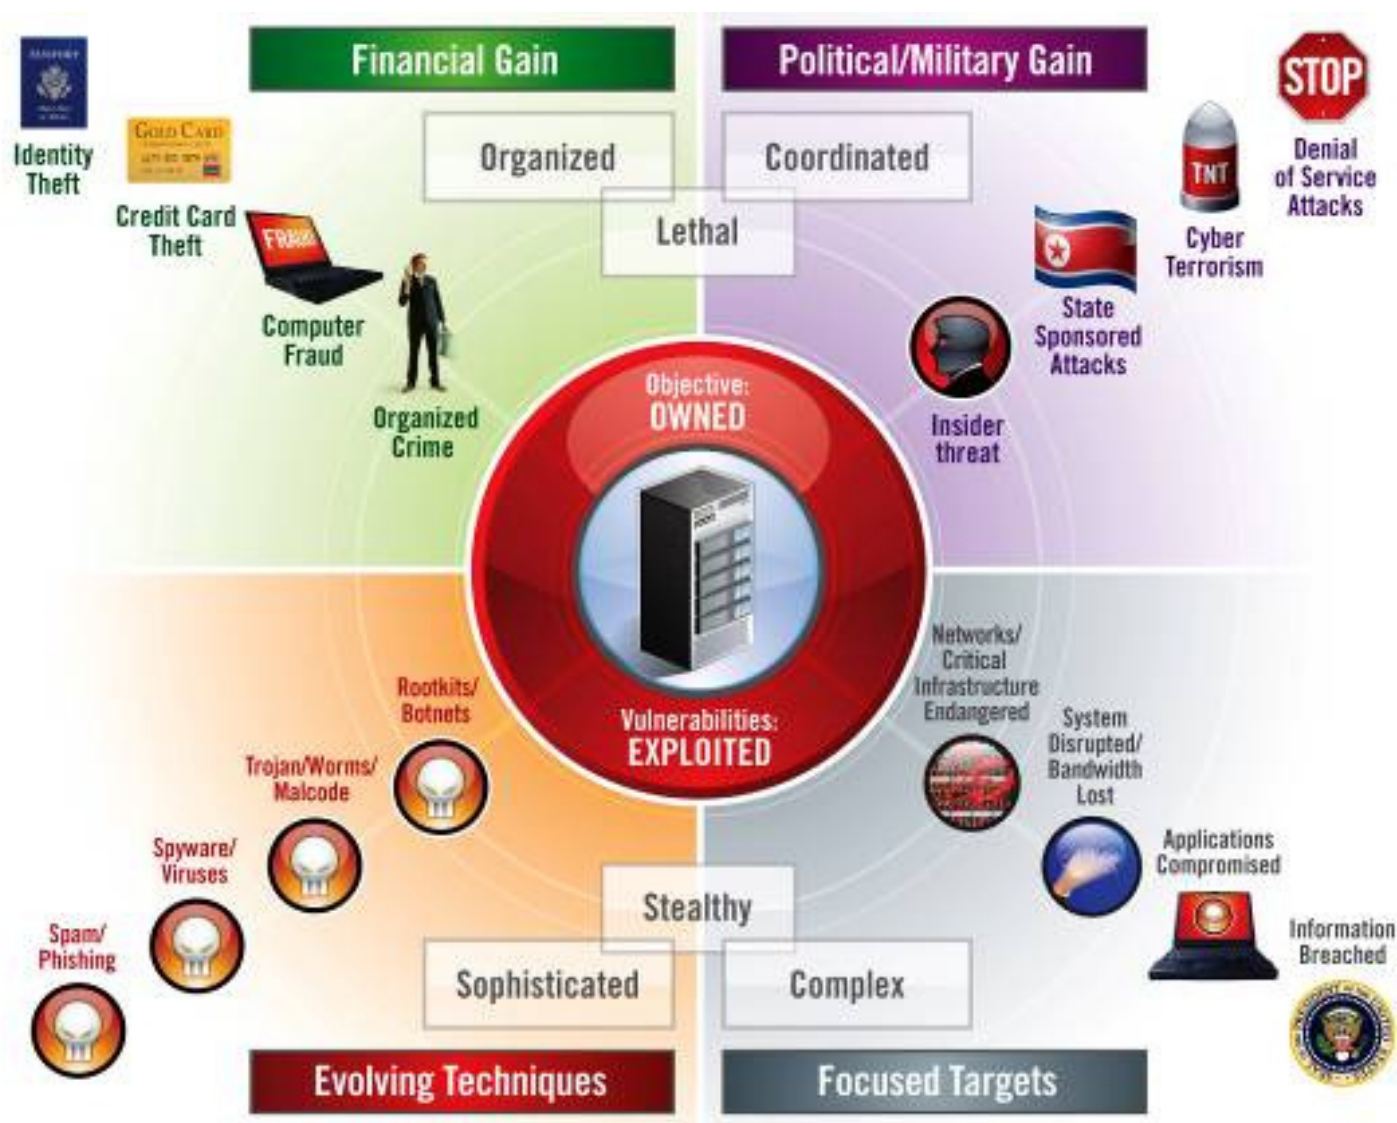 Financial Gain
Political/Military Gain
PASSPORT
STOP
Identity
Theft
GOLD CARD
Credit Card
Theft
Organized
Coordinated
Lethal
Denial
of Service
Attacks
TNT
Cyber
Terrorism
FRAUD
Computer
Fraud
State
Sponsored
Attacks
Organized
Crime
Insider
threat
Objective:
OWNED
Vulnerabilities:
EXPLOITED
Rootkits/
Botnets
Trojan/Worms/
Malcode
Spyware/
Viruses
Spam/
Phishing
Networks/
Critical
Infrastructure
Endangered
System
Disrupted/
Bandwidth
Lost
Applications
Compromised
Information
Breached
Stealthy
Sophisticated
Complex
Evolving Techniques
Focused Targets